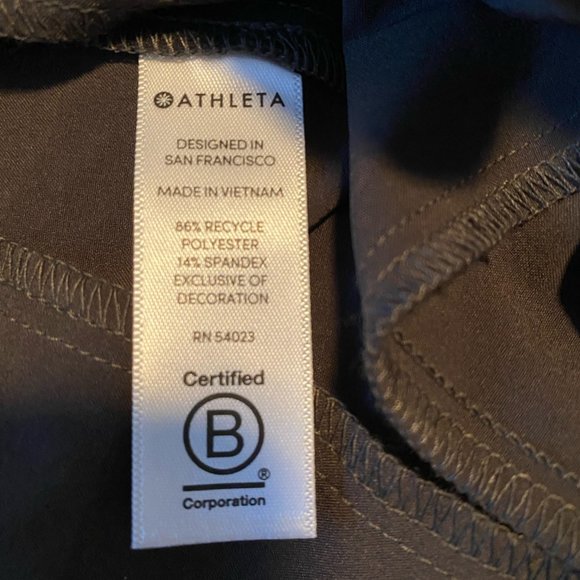 ATHLETA
DESIGNED IN
SAN FRANCISCO
MADE IN VIETNAM
86% RECYCLE
POLYESTER
14% SPANDEX
EXCLUSIVE OF
DECORATION
RN 54023
Certified
B
®
Corporation